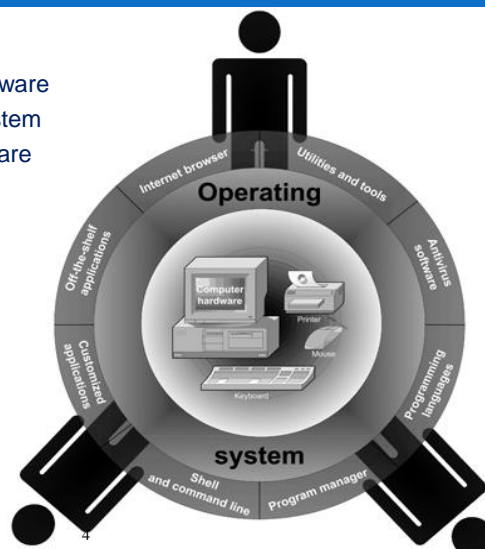 ware
stem
are
Internet browser
Utilities and tools
Operating
Off-the-shelf
applications
Antivirus
software
Computer
hardware
Printer
Mouse
Keyboard
Customized
applications
Programming
languages
system
Shell
and command line
Program manager
4